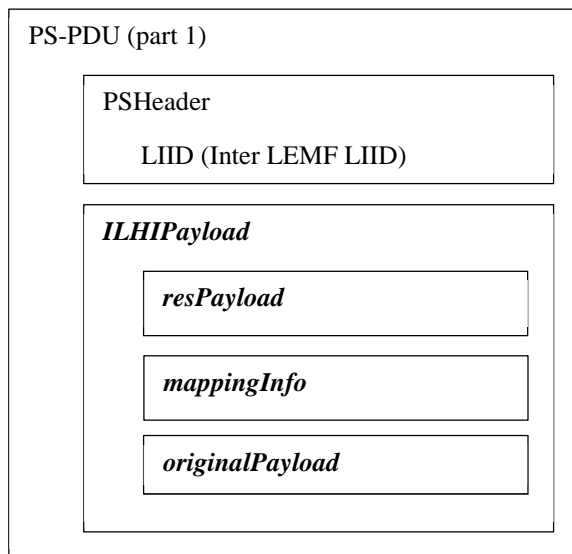 PS-PDU (part 1)
PSHeader
LIID (Inter LEMF LIID)
ILHIPayload
resPayload
mappingInfo
originalPayload